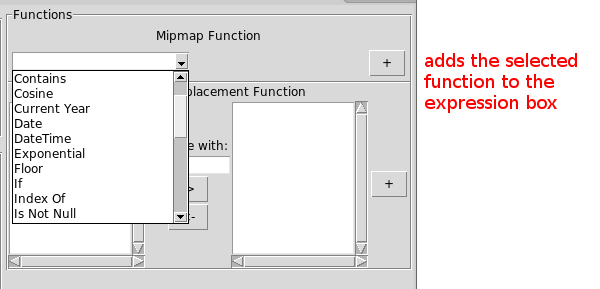 Functions
Mipmap Function
+
adds the selected
function to the
expression box
Contains
Cosine
Current Year
Date
DateTime
Exponential
Floor
If
Index Of
Is Not Null
lacement Function
e with:
>
<-
+